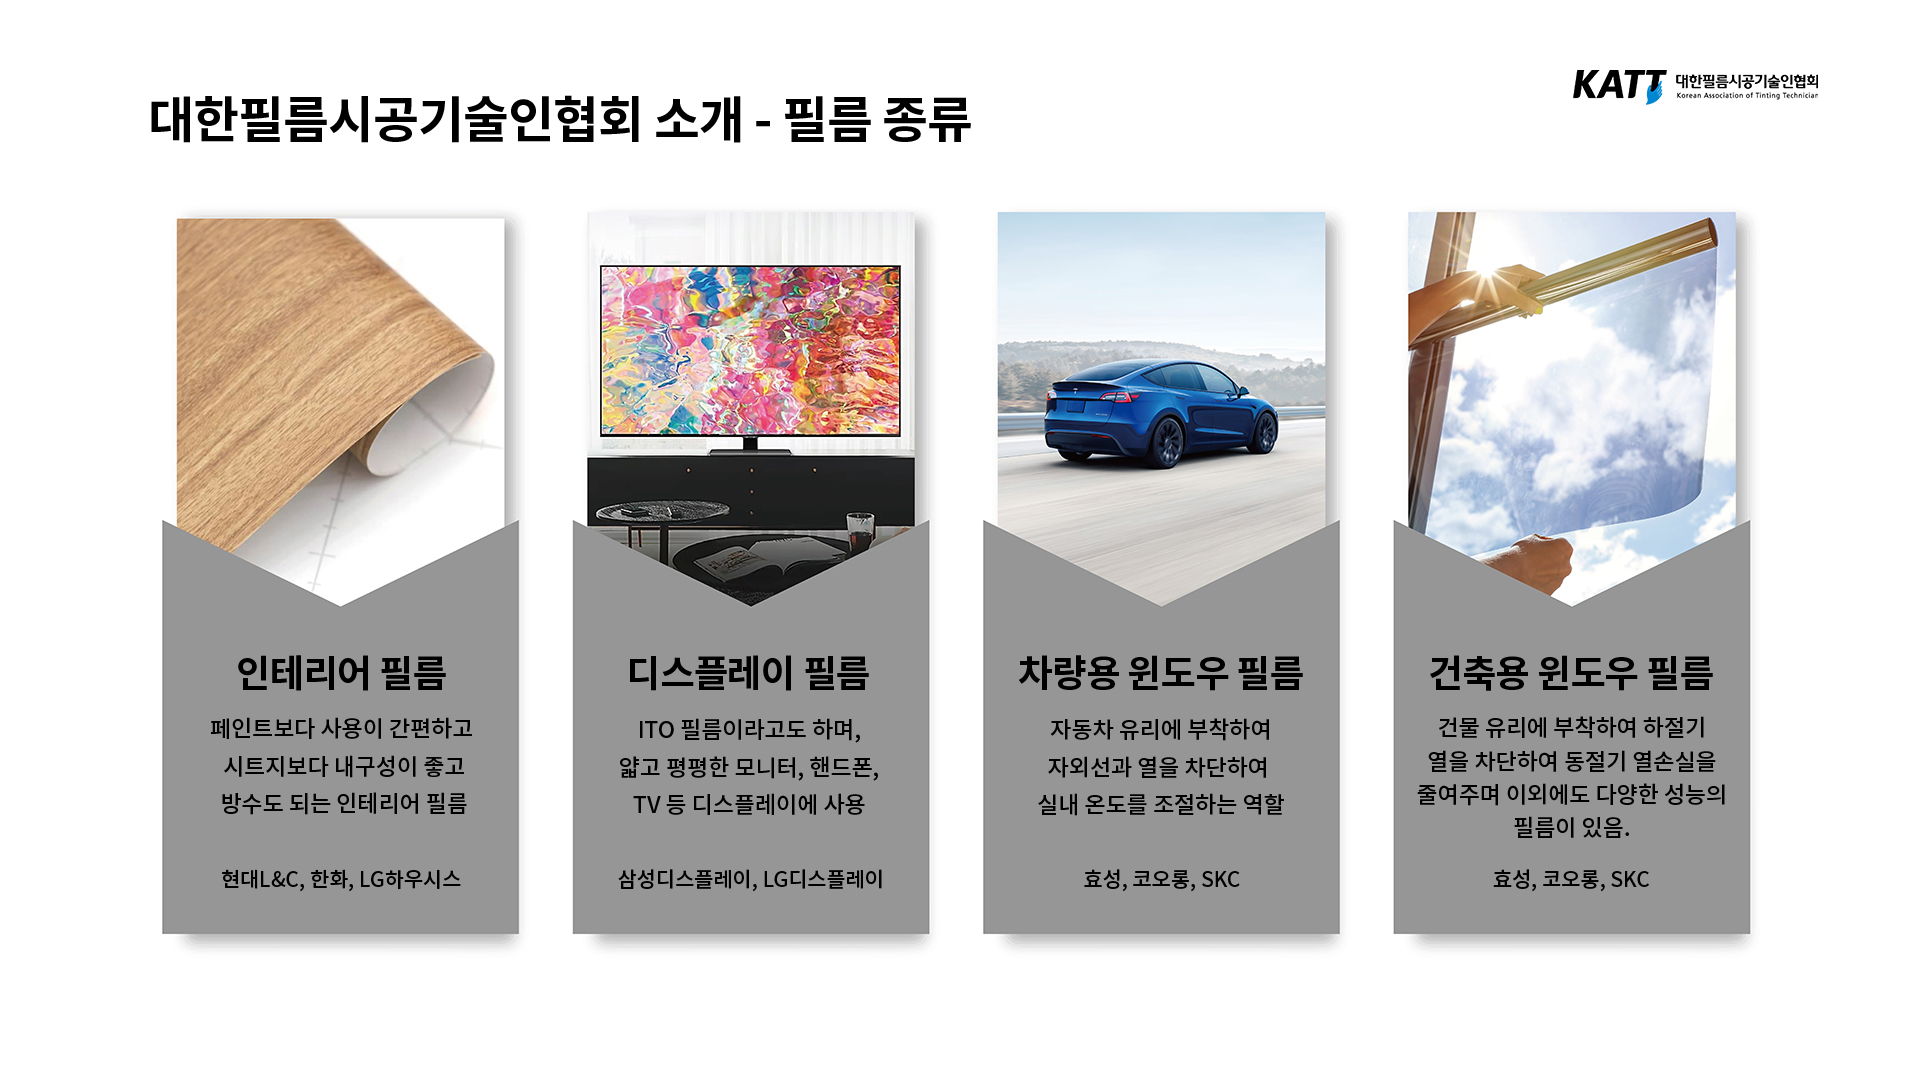 대한필름시공기술인협회 소개 - 필름 종류
KATT 대한필름시공기술인협회
Korean Association of Tinting Technician
인테리어 필름
페인트보다 사용이 간편하고
시트지보다 내구성이 좋고
방수도 되는 인테리어 필름
현대L&C, 한화, LG하우시스
디스플레이 필름
ITO 필름이라고도 하며,
얇고 평평한 모니터, 핸드폰,
TV 등 디스플레이에 사용
삼성디스플레이, LG디스플레이
차량용 윈도우 필름
자동차 유리에 부착하여
자외선과 열을 차단하여
실내 온도를 조절하는 역할
효성, 코오롱, SKC
건축용 윈도우 필름
건물 유리에 부착하여 하절기
열을 차단하여 동절기 열손실을
줄여주며 이외에도 다양한 성능의
필름이 있음.
효성, 코오롱, SKC